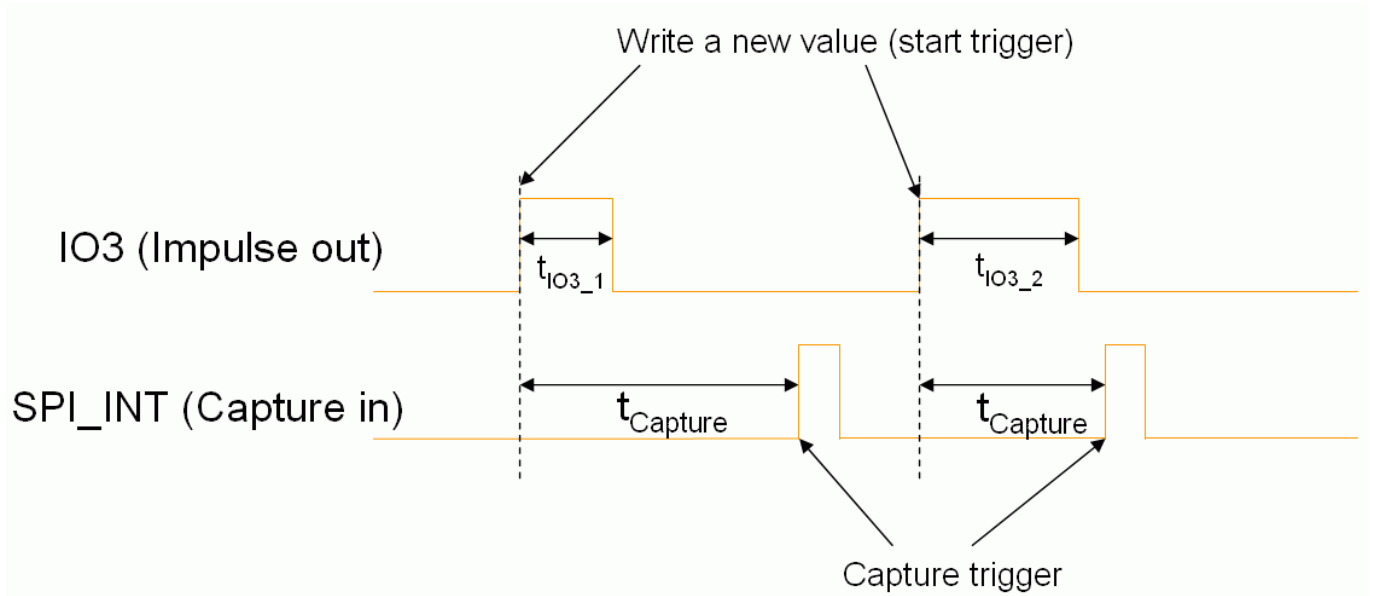 Write a new value (start trigger)
IO3 (Impulse out)
tIO3_1
tIO3_2
SPI_INT (Capture in)
tCapture
tCapture
Capture trigger